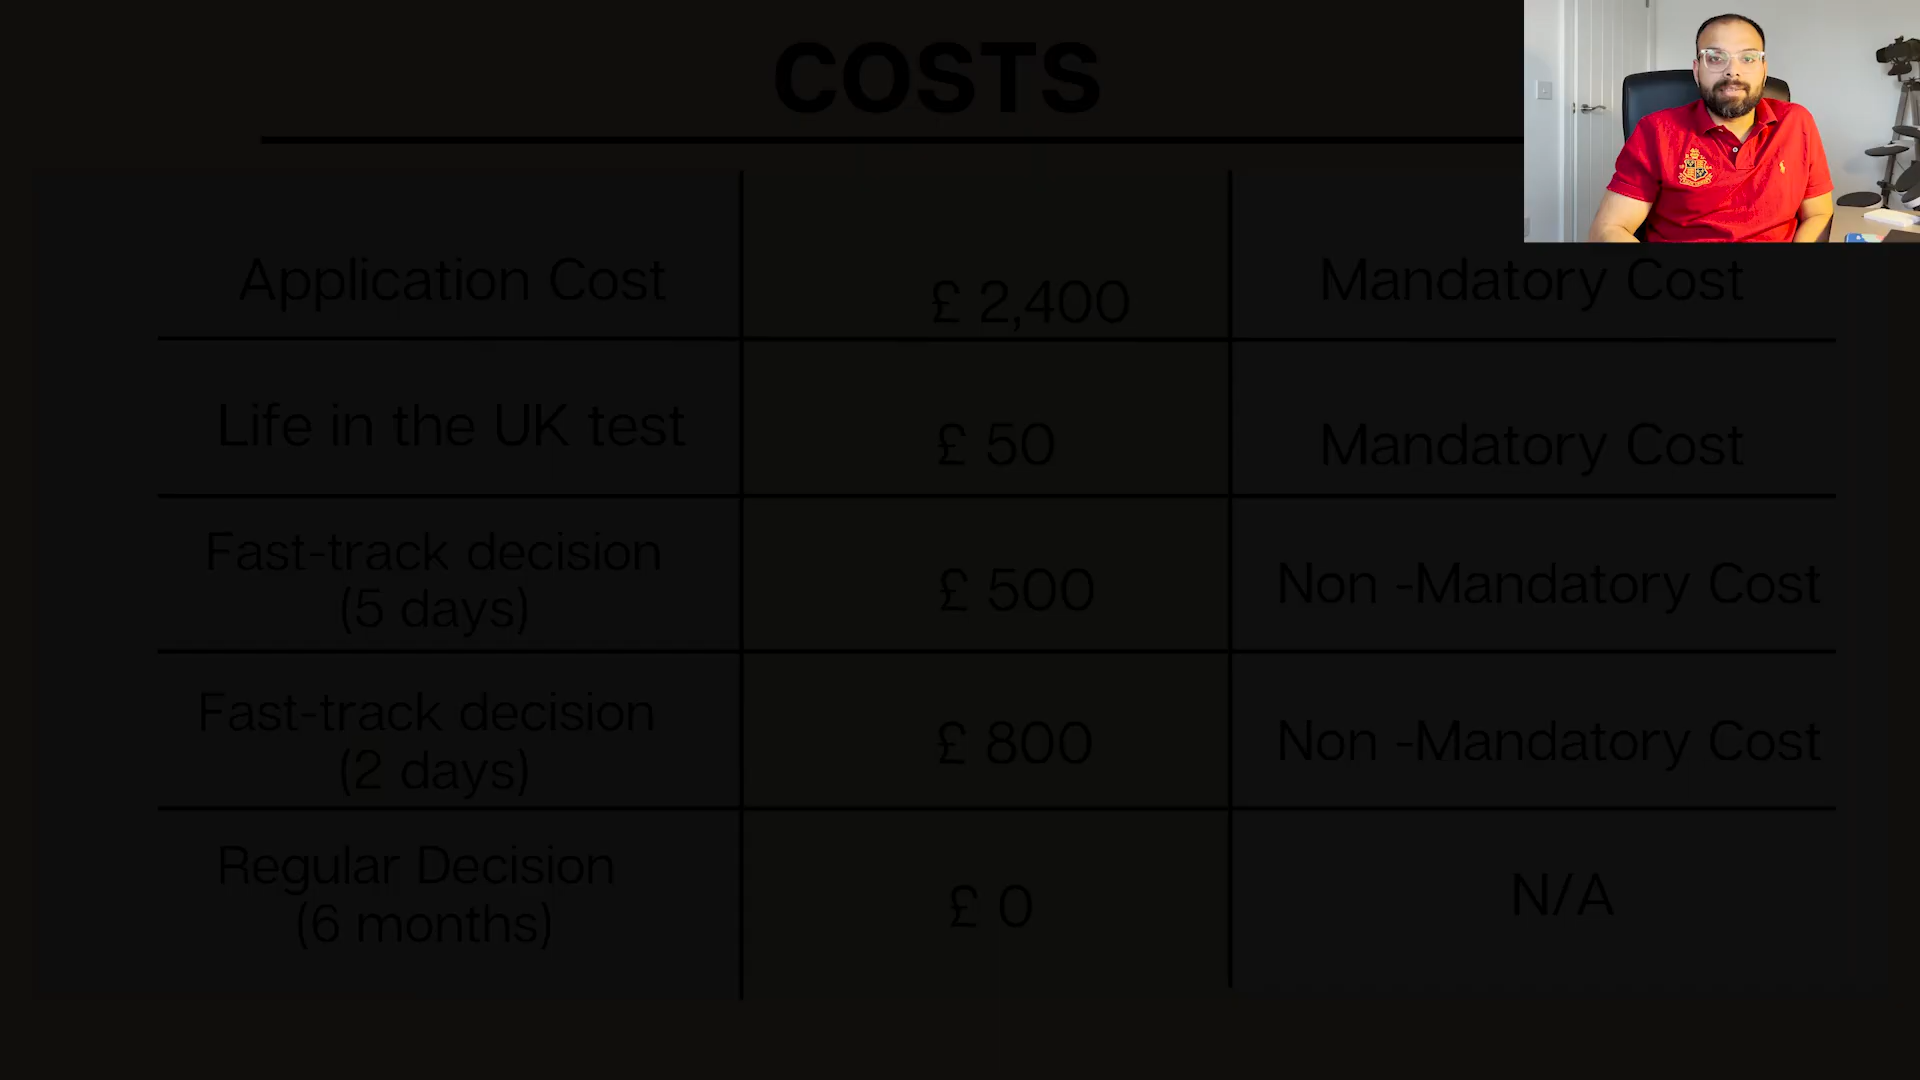 COSTS
Application Cost
£ 2,400
Mandatory Cost
Life in the UK test
£ 50
Mandatory Cost
Fast-track decision
(5 days)
£ 500
Non -Mandatory Cost
Fast-track decision
(2 days)
£ 800
Non -Mandatory Cost
Regular Decision
(6 months)
£ 0
N/A